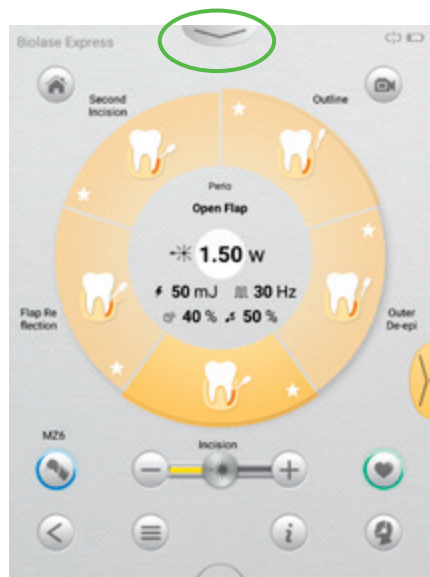 Biolase Express
Second
Incision
Outline
Perio
Open Flap
1.50 W
50 mJ 30 Hz
40 % 50 %
Flap Re
flection
Outer
De-epi
MZ6
Incision
i